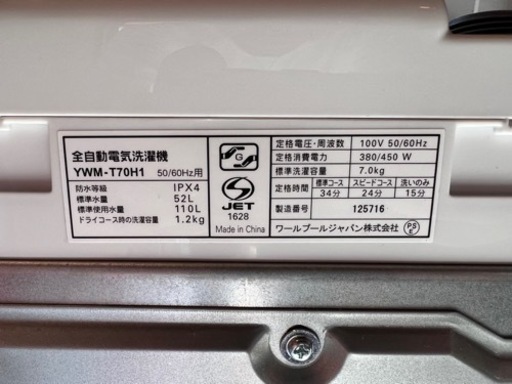 全自動電気洗濯機
YWM-T70H1 50/60Hz用
防水等級 IPX4
標準水量 52L
標準使用水量 110L
ドライコース時の洗濯容量 1.2kg
G
S
JET
1628
Made in China
定格電圧・周波数 100V 50/60Hz
定格消費電力 380/450 W
標準洗濯容量 7.0kg
定格時間 標準コース スピードコース 洗いのみ
34分 24分 15分
製造番号 125716
ワールプールジャパン株式会社 PSE